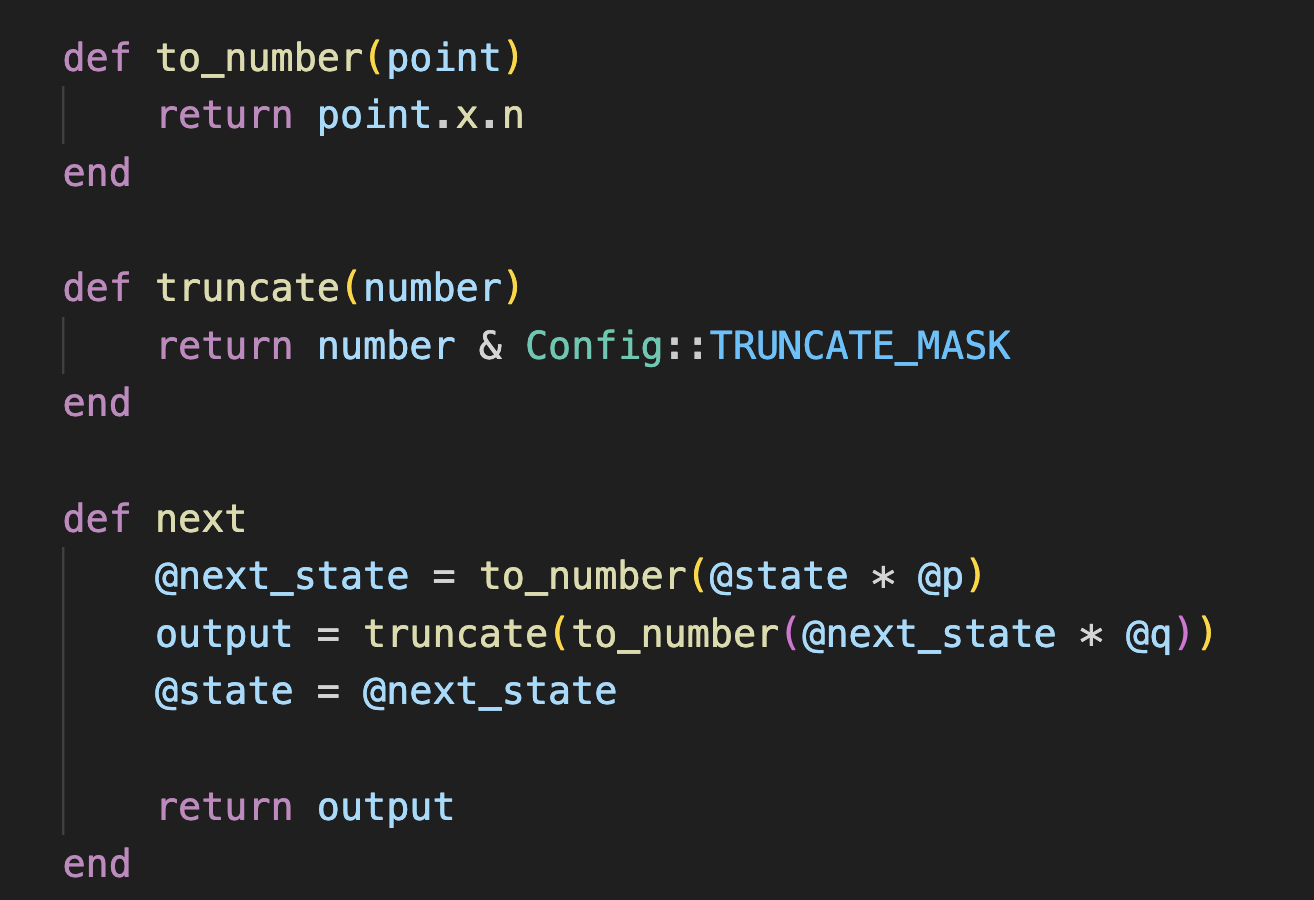 def to_number(point)
    return point.x.n
end

def truncate(number)
    return number & Config::TRUNCATE_MASK
end

def next
    @next_state = to_number(@state * @p)
    output = truncate(to_number(@next_state * @q))
    @state = @next_state

    return output
end